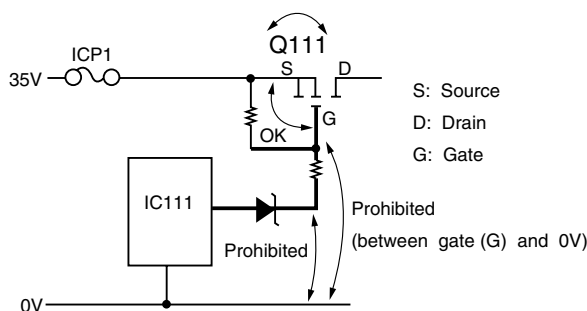 Q111
ICP1
35V
S
D
G
OK
S: Source
D: Drain
G: Gate
IC111
Prohibited
Prohibited
(between gate (G) and 0V)
0V